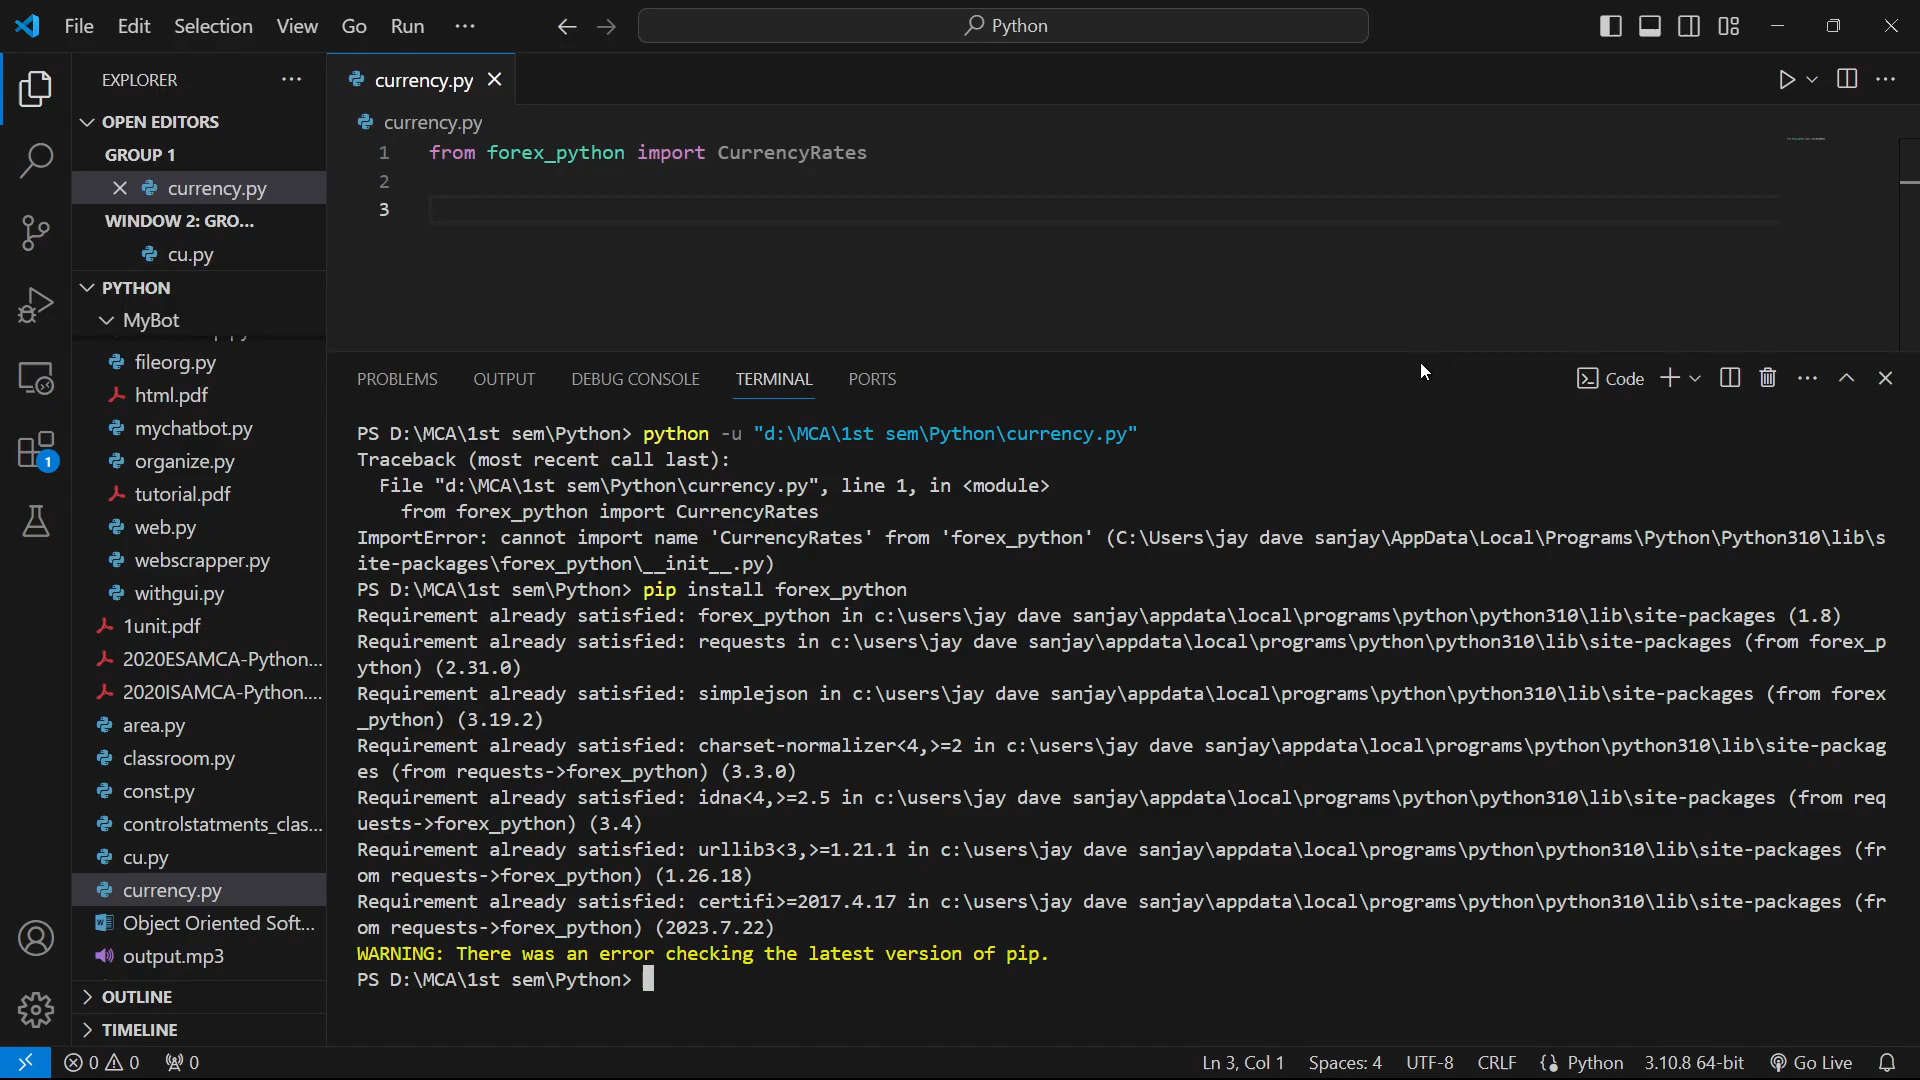 File Edit Selection View Go Run ···
Python
EXPLORER ···
OPEN EDITORS
GROUP 1
currency.py
WINDOW 2: GRO...
cu.py
PYTHON
MyBot
fileorg.py
html.pdf
mychatbot.py
organize.py
tutorial.pdf
web.py
webscrapper.py
withgui.py
1unit.pdf
2020ESAMCA-Python...
2020ISAMCA-Python....
area.py
classroom.py
const.py
controlstatments_clas...
cu.py
currency.py
Object Oriented Soft...
output.mp3
OUTLINE
TIMELINE
1
currency.py
currency.py
1 from forex_python import CurrencyRates
2
3
PROBLEMS OUTPUT DEBUG CONSOLE TERMINAL PORTS
Code
PS D:\MCA\1st sem\Python> python -u "d:\MCA\1st sem\Python\currency.py"
Traceback (most recent call last):
File "d:\MCA\1st sem\Python\currency.py", line 1, in <module>
from forex_python import CurrencyRates
ImportError: cannot import name 'CurrencyRates' from 'forex_python' (C:\Users\jay dave sanjay\AppData\Local\Programs\Python\Python310\lib\s
ite-packages\forex_python\__init__.py)
PS D:\MCA\1st sem\Python> pip install forex_python
Requirement already satisfied: forex_python in c:\users\jay dave sanjay\appdata\local\programs\python\python310\lib\site-packages (1.8)
Requirement already satisfied: requests in c:\users\jay dave sanjay\appdata\local\programs\python\python310\lib\site-packages (from forex_p
ython) (2.31.0)
Requirement already satisfied: simplejson in c:\users\jay dave sanjay\appdata\local\programs\python\python310\lib\site-packages (from forex
_python) (3.19.2)
Requirement already satisfied: charset-normalizer<4,>=2 in c:\users\jay dave sanjay\appdata\local\programs\python\python310\lib\site-packag
es (from requests->forex_python) (3.3.0)
Requirement already satisfied: idna<4,>=2.5 in c:\users\jay dave sanjay\appdata\local\programs\python\python310\lib\site-packages (from req
uests->forex_python) (3.4)
Requirement already satisfied: urllib3<3,>=1.21.1 in c:\users\jay dave sanjay\appdata\local\programs\python\python310\lib\site-packages (fr
om requests->forex_python) (1.26.18)
Requirement already satisfied: certifi>=2017.4.17 in c:\users\jay dave sanjay\appdata\local\programs\python\python310\lib\site-packages (fr
om requests->forex_python) (2023.7.22)
WARNING: There was an error checking the latest version of pip.
PS D:\MCA\1st sem\Python>
0 0 0
Ln 3, Col 1 Spaces: 4 UTF-8 CRLF {} Python 3.10.8 64-bit Go Live